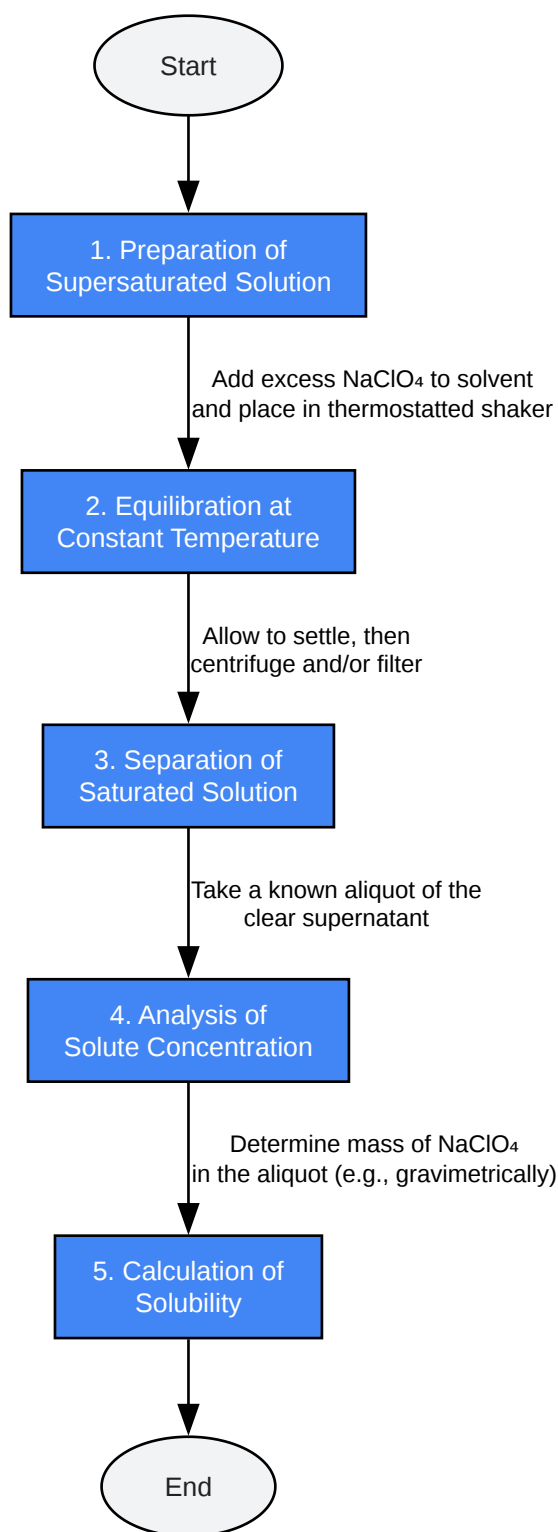 Start
1. Preparation of
Supersaturated Solution
Add excess NaClO₄ to solvent
and place in thermostatted shaker
2. Equilibration at
Constant Temperature
Allow to settle, then
centrifuge and/or filter
3. Separation of
Saturated Solution
Take a known aliquot of the
clear supernatant
4. Analysis of
Solute Concentration
Determine mass of NaClO₄
in the aliquot (e.g., gravimetrically)
5. Calculation of
Solubility
End